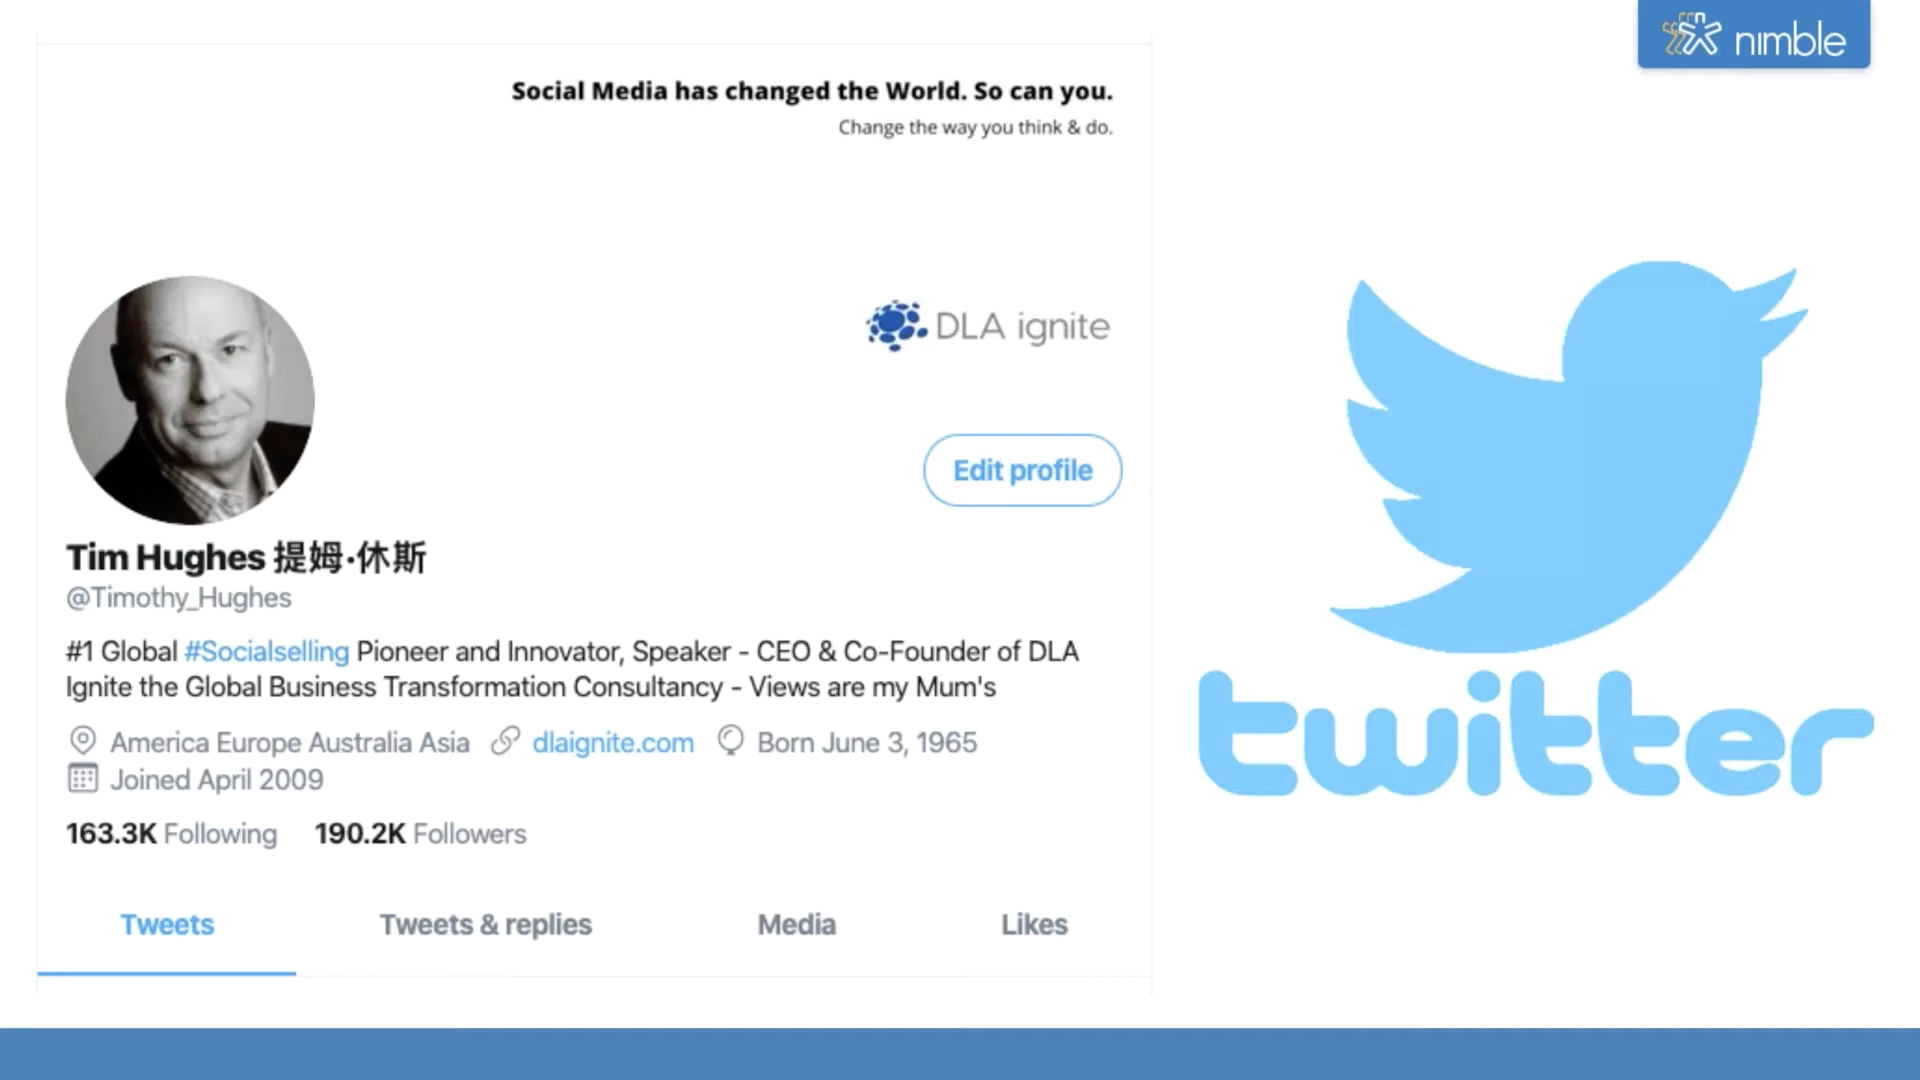 nimble
Social Media has changed the World. So can you.
Change the way you think & do.
DLA ignite
Edit profile
Tim Hughes 提姆·休斯
@Timothy_Hughes
#1 Global #Socialselling Pioneer and Innovator, Speaker - CEO & Co-Founder of DLA
Ignite the Global Business Transformation Consultancy - Views are my Mum's
America Europe Australia Asia dlaignite.com Born June 3, 1965
Joined April 2009
163.3K Following 190.2K Followers
Tweets Tweets & replies Media Likes
twitter